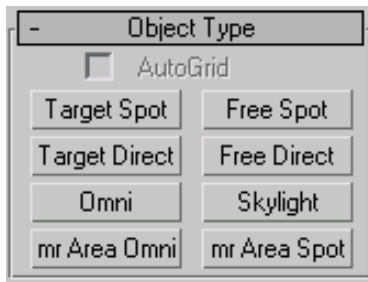 - Object Type
AutoGrid
Target Spot Free Spot
Target Direct Free Direct
Omni Skylight
mr Area Omni mr Area Spot